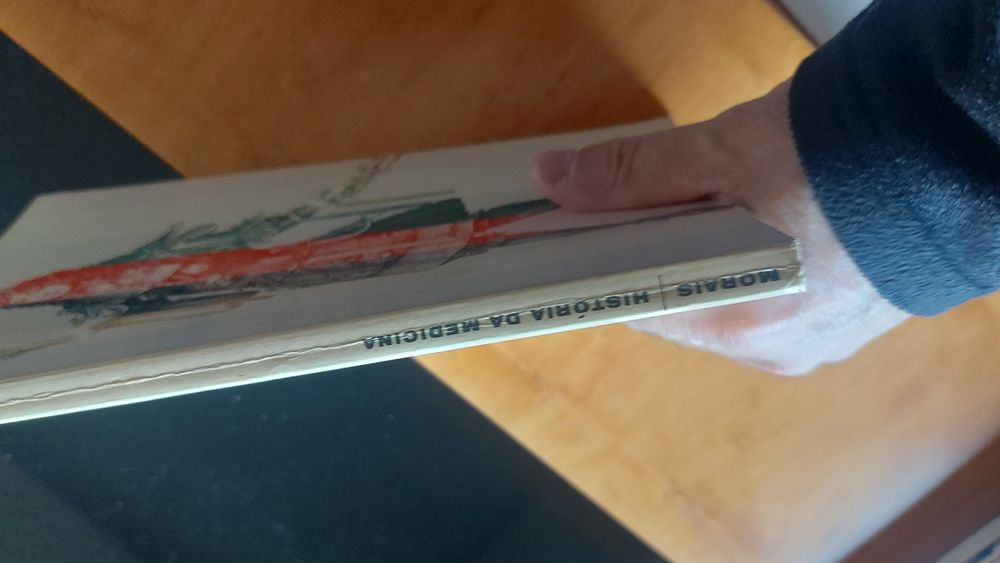 MORAIS | HISTÓRIA DA MEDICINA